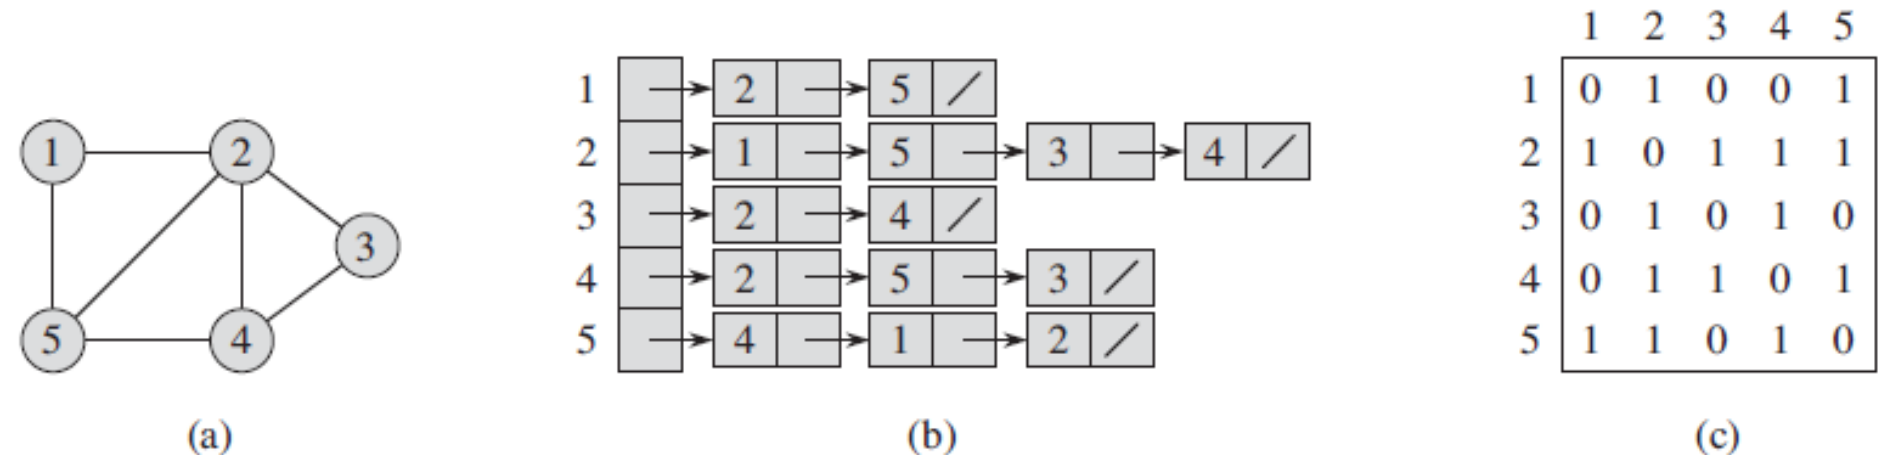 1 2 3 4 5
1 2 5 / 1 0 1 0 0 1
1 2 2 1 5 3 4 / 2 1 0 1 1 1
3 3 2 4 / 3 0 1 0 1 0
4 2 5 3 / 4 0 1 1 0 1
5 4 5 4 1 2 / 5 1 1 0 1 0
(a) (b) (c)